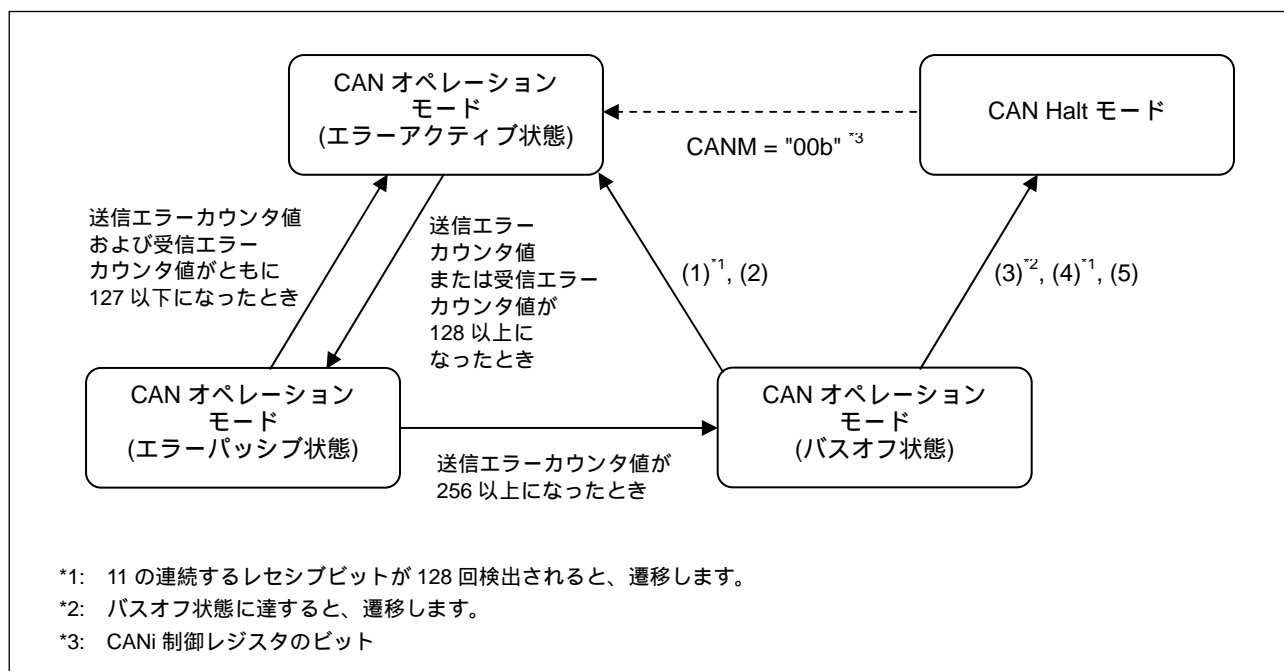 CAN オペレーション
モード
(エラーアクティブ状態)
CAN Halt モード
CANM = "00b" *3
送信エラーカウンタ値
および受信エラー
カウンタ値がともに
127 以下になったとき
送信エラー
カウンタ値
または受信エラー
カウンタ値が
128 以上に
なったとき
(1)*1, (2)
(3)*2, (4)*1, (5)
CAN オペレーション
モード
(エラーパッシブ状態)
送信エラーカウンタ値が
256 以上になったとき
CAN オペレーション
モード
(バスオフ状態)
*1: 11 の連続するレセシブビットが 128 回検出されると、遷移します。
*2: バスオフ状態に達すると、遷移します。
*3: CANi 制御レジスタのビット